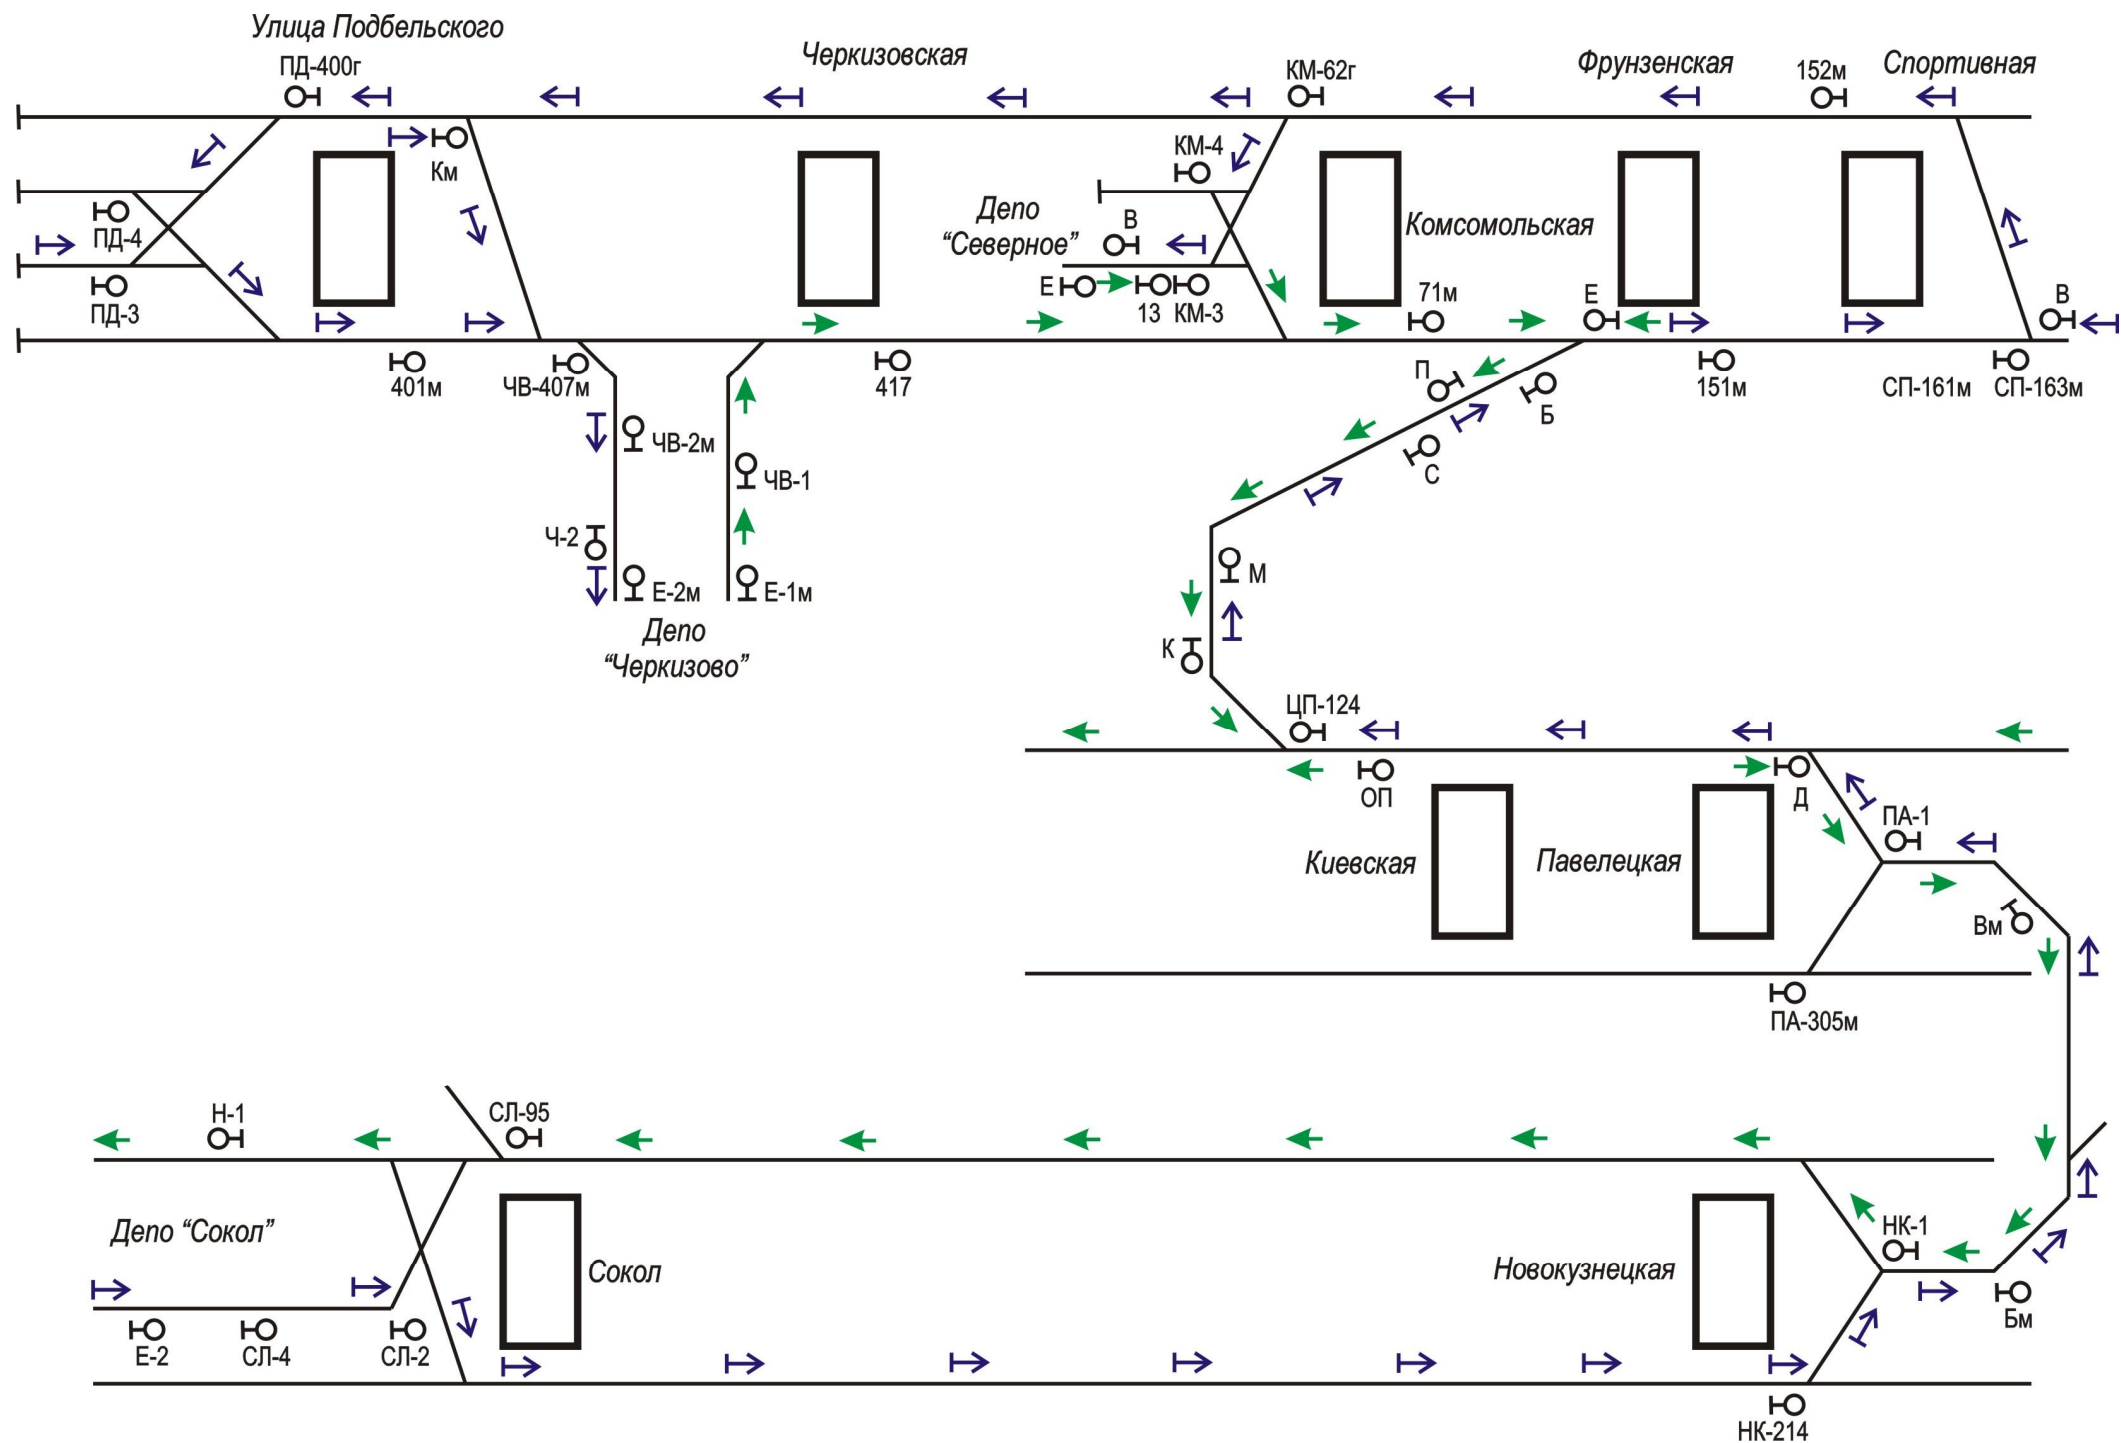 Улица Подбельского
ПД-400г
Черкизовская
КМ-62г
Фрунзенская
152м
Спортивная
Км
КМ-4
Депо
“Северное”
В
Комсомольская
ПД-4
ПД-3
Е
13
КМ-3
71м
Е
В
401м
ЧВ-407м
417
П
Б
151м
СП-161м
СП-163м
ЧВ-2м
ЧВ-1
С
Ч-2
Е-2м
Е-1м
М
Депо
“Черкизово”
К
ЦП-124
ОП
Д
ПА-1
Киевская
Павелецкая
Вм
ПА-305м
Н-1
СЛ-95
Депо “Сокол”
Сокол
Новокузнецкая
НК-1
Бм
Е-2
СЛ-4
СЛ-2
НК-214